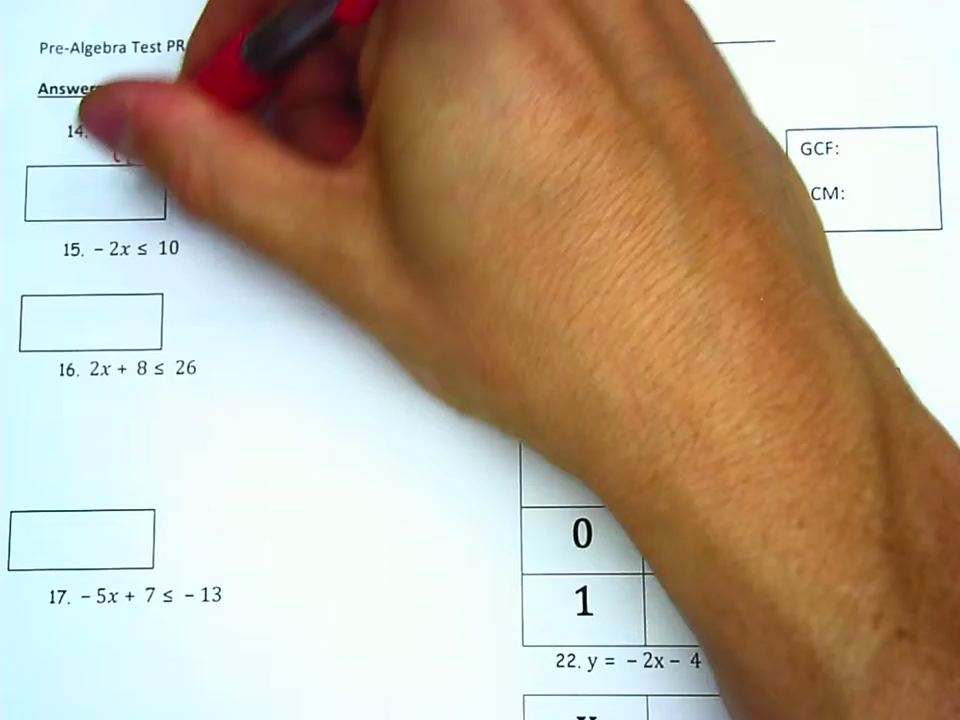 Pre-Algebra Test PR
Answe
14.
GCF:
CM:
15. − 2x ≤ 10
16. 2x + 8 ≤ 26
0
1
17. − 5x + 7 ≤ − 13
22. y = − 2x − 4